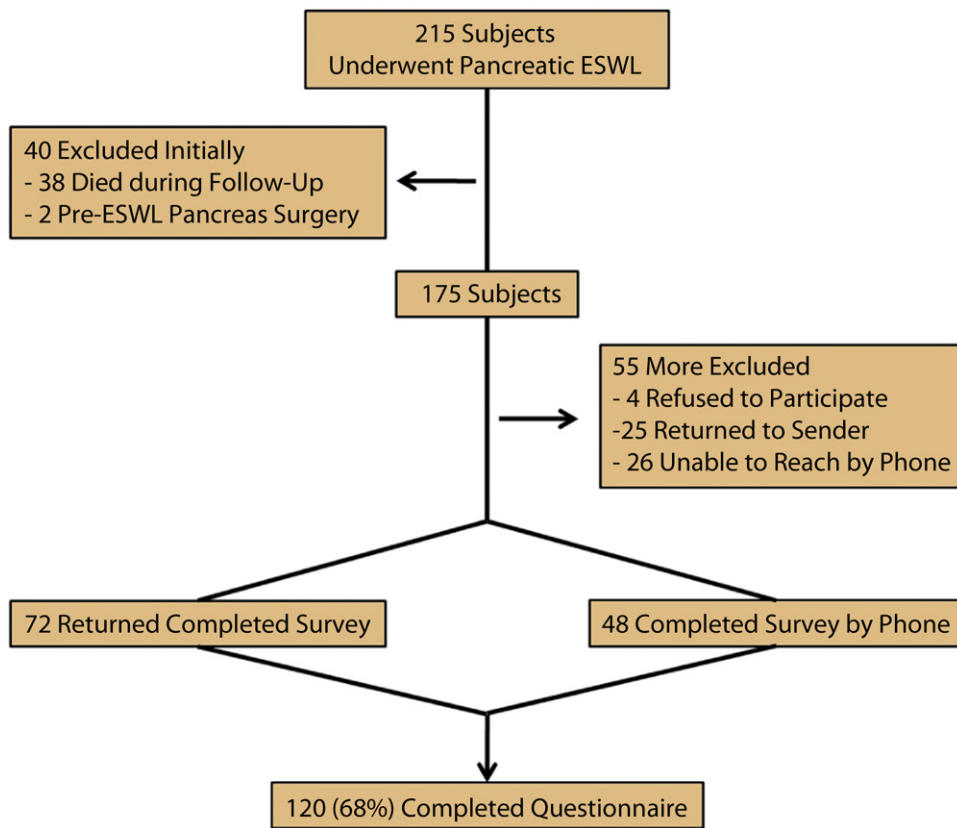 215 Subjects
Underwent Pancreatic ESWL
40 Excluded Initially
- 38 Died during Follow-Up
- 2 Pre-ESWL Pancreas Surgery
175 Subjects
55 More Excluded
- 4 Refused to Participate
-25 Returned to Sender
- 26 Unable to Reach by Phone
72 Returned Completed Survey
48 Completed Survey by Phone
120 (68%) Completed Questionnaire